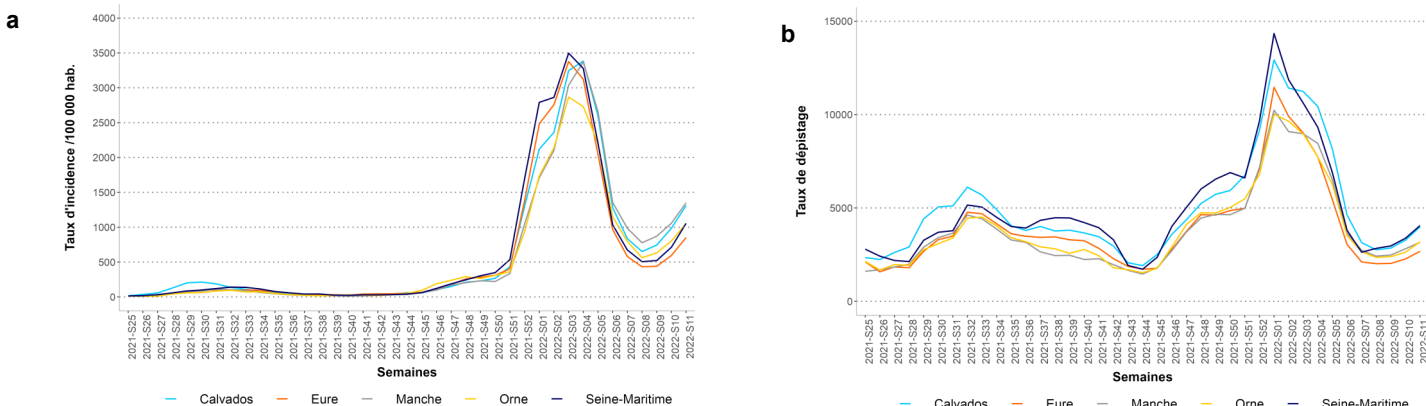 a
Taux d'incidence /100 000 hab.
4000
3500
3000
2500
2000
1500
1000
500
0
2021-S25
2021-S26
2021-S27
2021-S28
2021-S29
2021-S30
2021-S31
2021-S32
2021-S33
2021-S34
2021-S35
2021-S36
2021-S37
2021-S38
2021-S39
2021-S40
2021-S41
2021-S42
2021-S43
2021-S44
2021-S45
2021-S46
2021-S47
2021-S48
2021-S49
2021-S50
2021-S51
2021-S52
2022-S01
2022-S02
2022-S03
2022-S04
2022-S05
2022-S06
2022-S07
2022-S08
2022-S09
2022-S10
2022-S11
Semaines
Calvados Eure Manche Orne Seine-Maritime
b
Taux de dépistage
15000
10000
5000
0
2021-S25
2021-S26
2021-S27
2021-S28
2021-S29
2021-S30
2021-S31
2021-S32
2021-S33
2021-S34
2021-S35
2021-S36
2021-S37
2021-S38
2021-S39
2021-S40
2021-S41
2021-S42
2021-S43
2021-S44
2021-S45
2021-S46
2021-S47
2021-S48
2021-S49
2021-S50
2021-S51
2021-S52
2022-S01
2022-S02
2022-S03
2022-S04
2022-S05
2022-S06
2022-S07
2022-S08
2022-S09
2022-S10
2022-S11
Semaines
Calvados Eure Manche Orne Seine-Maritime